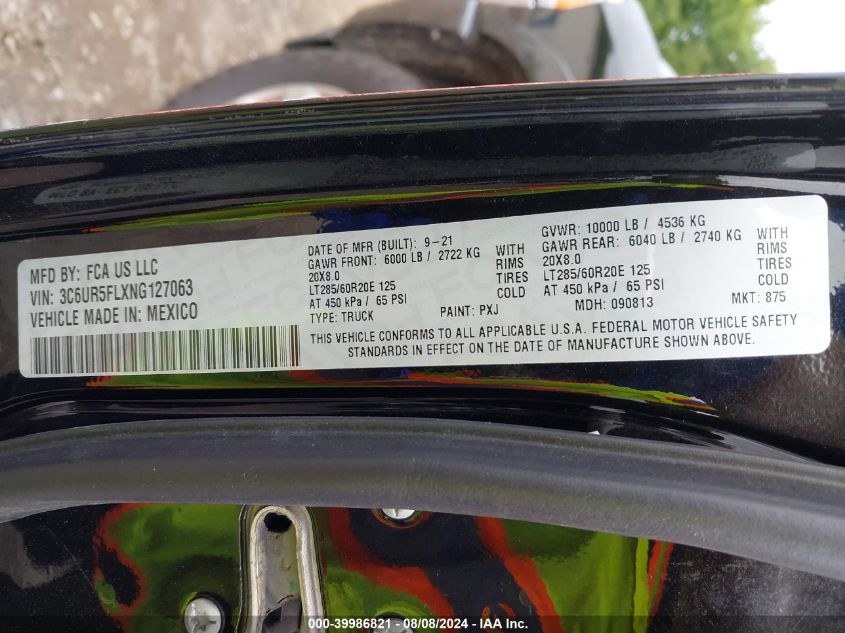 MFD BY: FCA US LLC
VIN: 3C6UR5FLXNG127063
VEHICLE MADE IN: MEXICO
DATE OF MFR (BUILT): 9-21
GAWR FRONT: 6000 LB / 2722 KG WITH
20X8.0 RIMS
LT285/60R20E 125 TIRES
AT 450 kPa / 65 PSI COLD
TYPE: TRUCK PAINT: PXJ
GVWR: 10000 LB / 4536 KG
GAWR REAR: 6040 LB / 2740 KG WITH
20X8.0 RIMS
LT285/60R20E 125 TIRES
AT 450 kPa / 65 PSI COLD
MDH: 090813 MKT: 875
THIS VEHICLE CONFORMS TO ALL APPLICABLE U.S.A. FEDERAL MOTOR VEHICLE SAFETY
STANDARDS IN EFFECT ON THE DATE OF MANUFACTURE SHOWN ABOVE.
000-39986821 - 08/08/2024 - IAA Inc.